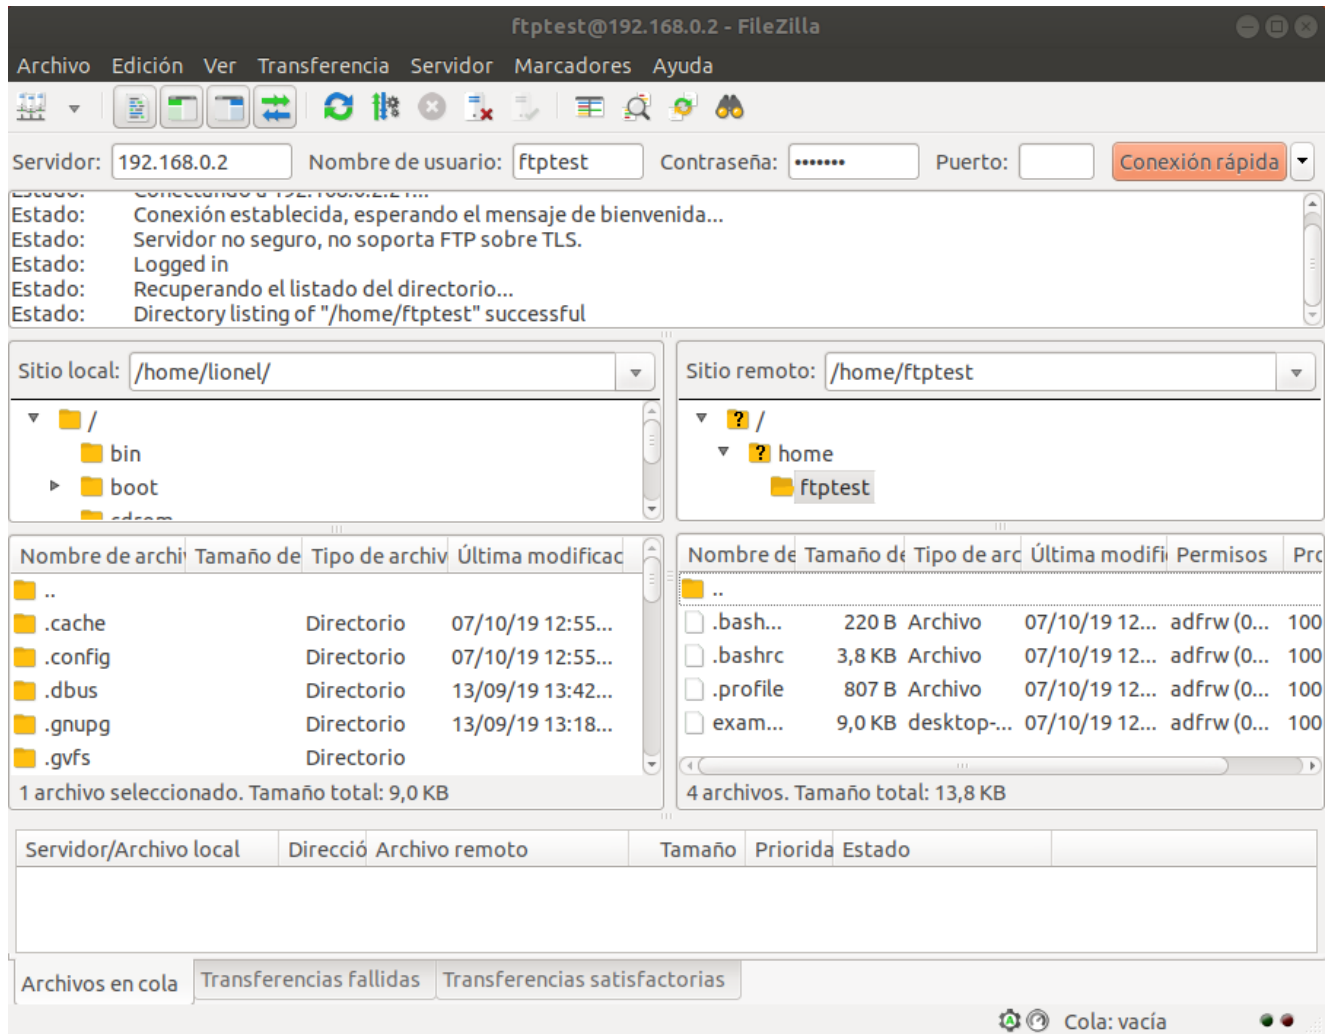 ftptest@192.168.0.2 - FileZilla
Archivo Edición Ver Transferencia Servidor Marcadores Ayuda
Servidor: 192.168.0.2 Nombre de usuario: ftptest Contraseña: ••••••• Puerto: Conexión rápida
Estado: Conectando a 192.168.0.2:21...
Estado: Conexión establecida, esperando el mensaje de bienvenida...
Estado: Servidor no seguro, no soporta FTP sobre TLS.
Estado: Logged in
Estado: Recuperando el listado del directorio...
Estado: Directory listing of "/home/ftptest" successful
Sitio local: /home/lionel/
/
bin
boot
cdrom
Nombre de archi Tamaño de Tipo de archiv Última modificac
..
.cache Directorio 07/10/19 12:55...
.config Directorio 07/10/19 12:55...
.dbus Directorio 13/09/19 13:42...
.gnupg Directorio 13/09/19 13:18...
.gvfs Directorio
1 archivo seleccionado. Tamaño total: 9,0 KB
Sitio remoto: /home/ftptest
? /
? home
ftptest
Nombre de Tamaño de Tipo de arc Última modifi Permisos Pro
..
.bash... 220 B Archivo 07/10/19 12... adfrw (0... 100
.bashrc 3,8 KB Archivo 07/10/19 12... adfrw (0... 100
.profile 807 B Archivo 07/10/19 12... adfrw (0... 100
exam... 9,0 KB desktop-... 07/10/19 12... adfrw (0... 100
4 archivos. Tamaño total: 13,8 KB
Servidor/Archivo local Direcció Archivo remoto Tamaño Priorida Estado
Archivos en cola Transferencias fallidas Transferencias satisfactorias
Cola: vacía